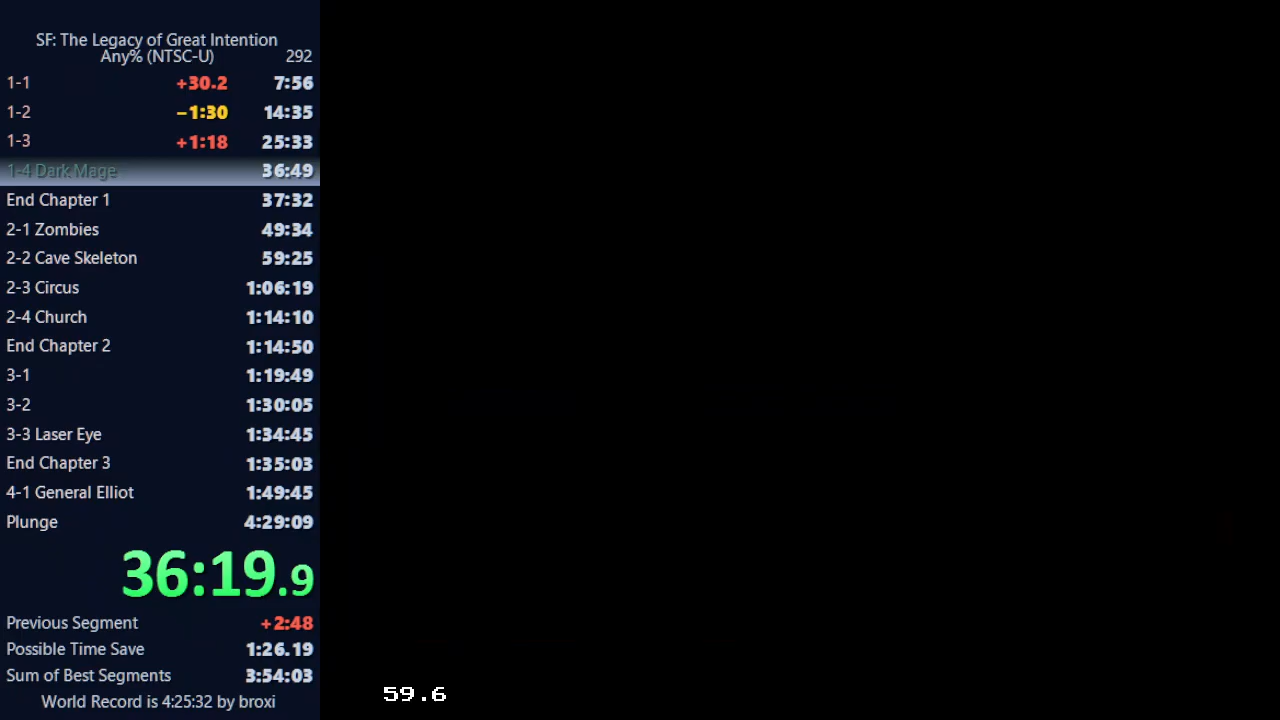 SF: The Legacy of Great Intention
Any% (NTSC-U) 292
1-1 +30.2 7:56
1-2 −1:30 14:35
1-3 +1:18 25:33
1-4 Dark Mage 36:49
End Chapter 1 37:32
2-1 Zombies 49:34
2-2 Cave Skeleton 59:25
2-3 Circus 1:06:19
2-4 Church 1:14:10
End Chapter 2 1:14:50
3-1 1:19:49
3-2 1:30:05
3-3 Laser Eye 1:34:45
End Chapter 3 1:35:03
4-1 General Elliot 1:49:45
Plunge 4:29:09
36:19.9
Previous Segment +2:48
Possible Time Save 1:26.19
Sum of Best Segments 3:54:03
World Record is 4:25:32 by broxi
59.6